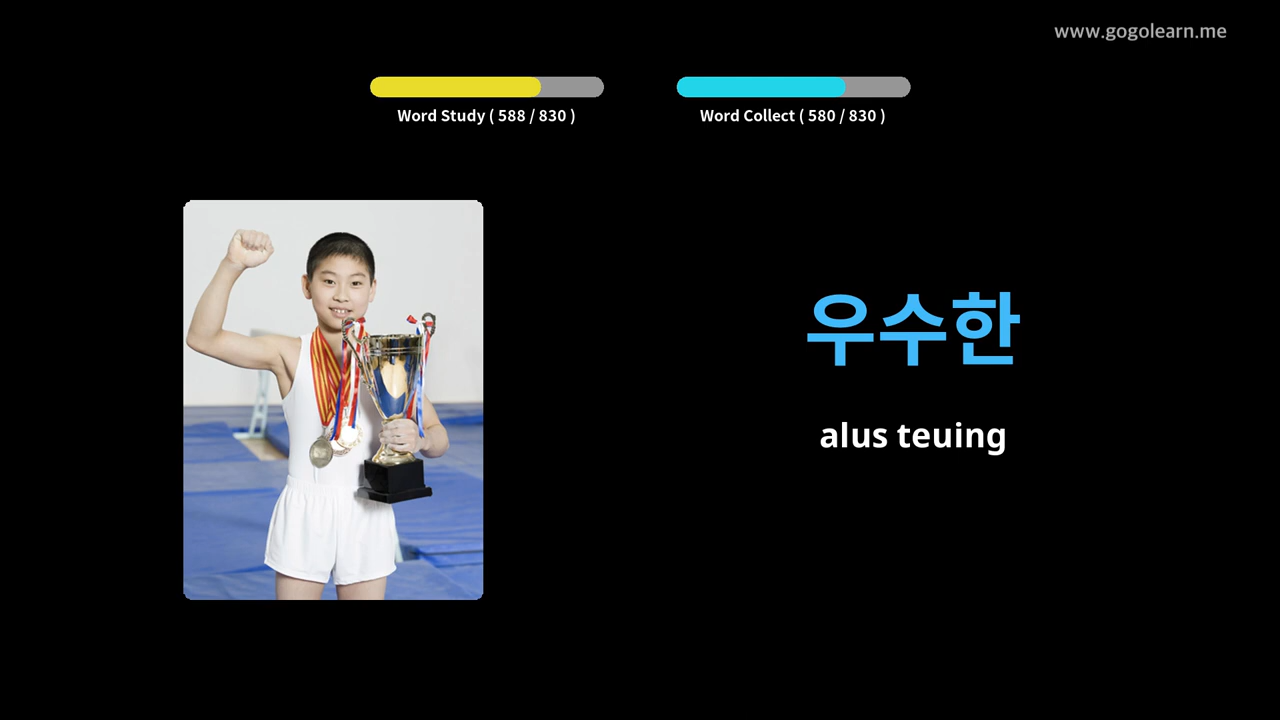 www.gogolearn.me
Word Study ( 588 / 830 )
Word Collect ( 580 / 830 )
우수한
alus teuing